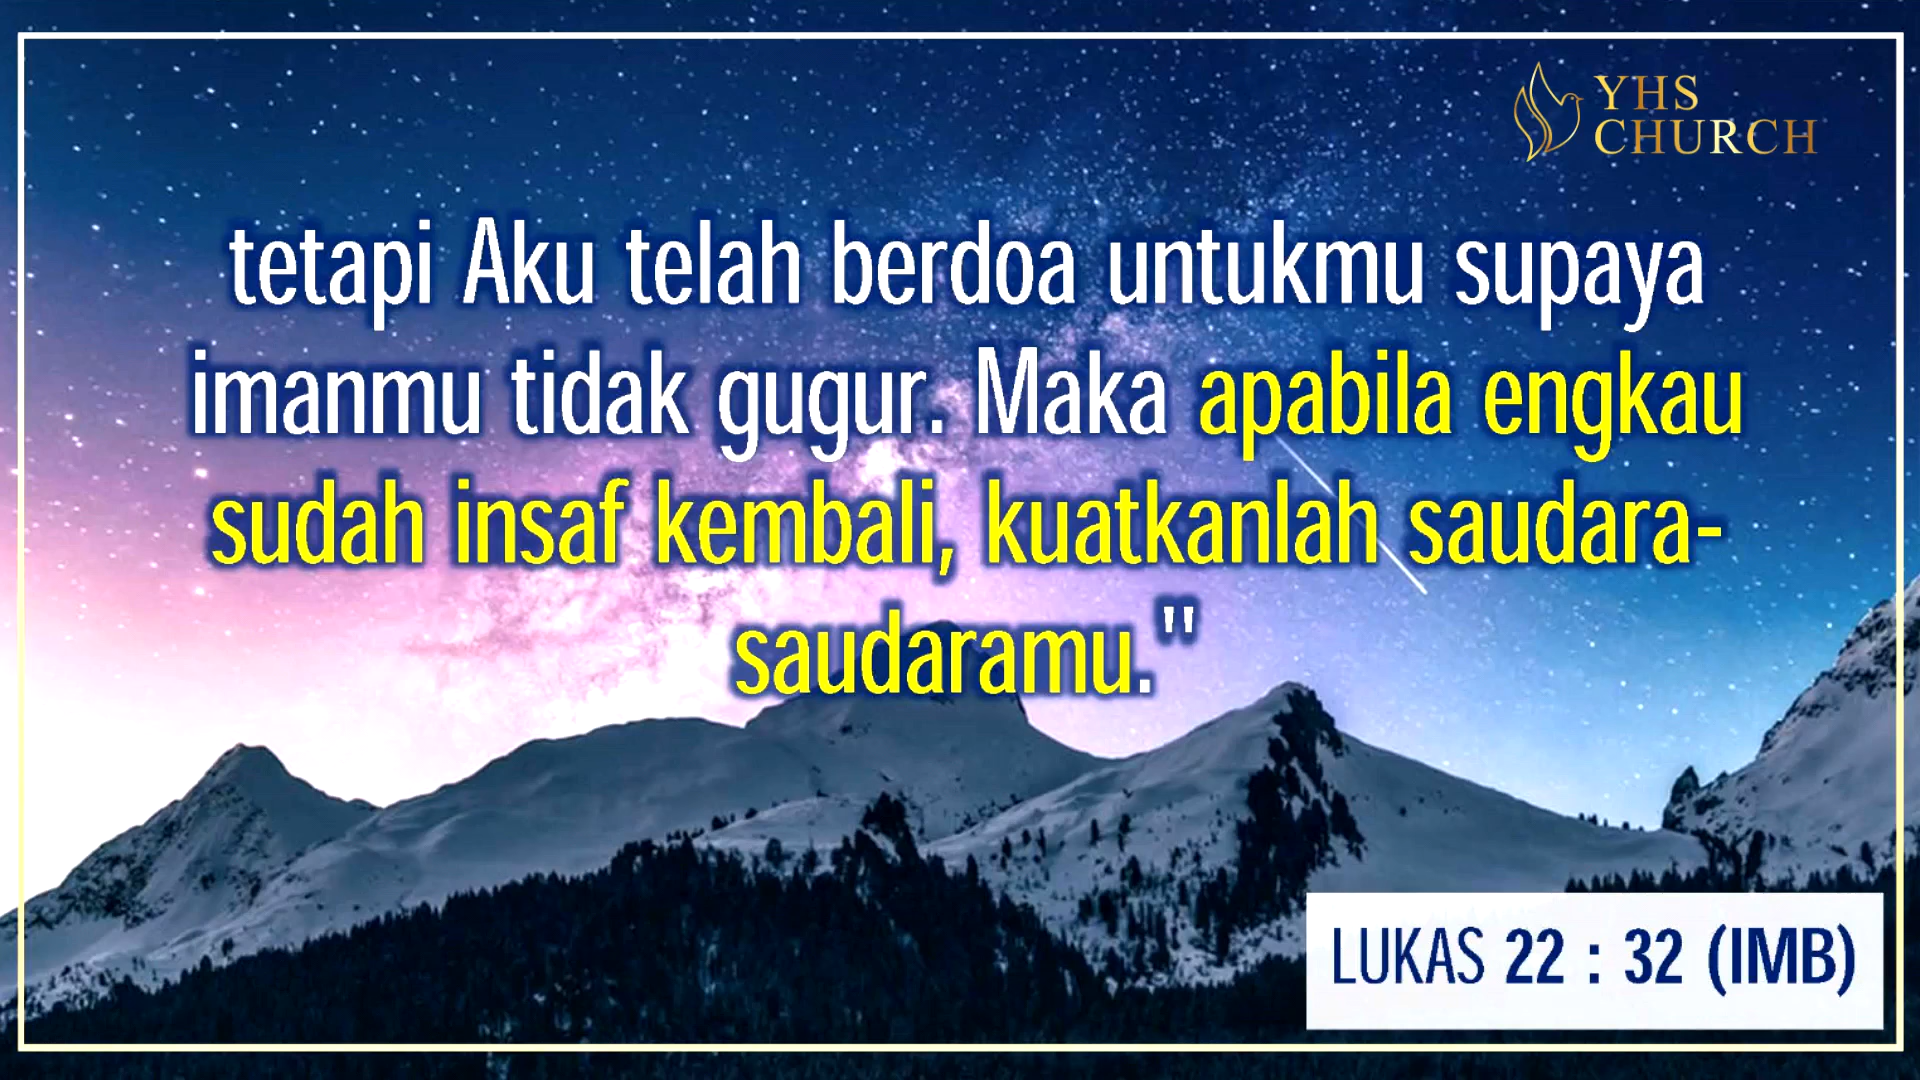 YHS
CHURCH
tetapi Aku telah berdoa untukmu supaya
imanmu tidak gugur. Maka apabila engkau
sudah insaf kembali, kuatkanlah saudara-
saudaramu."
LUKAS 22 : 32 (IMB)